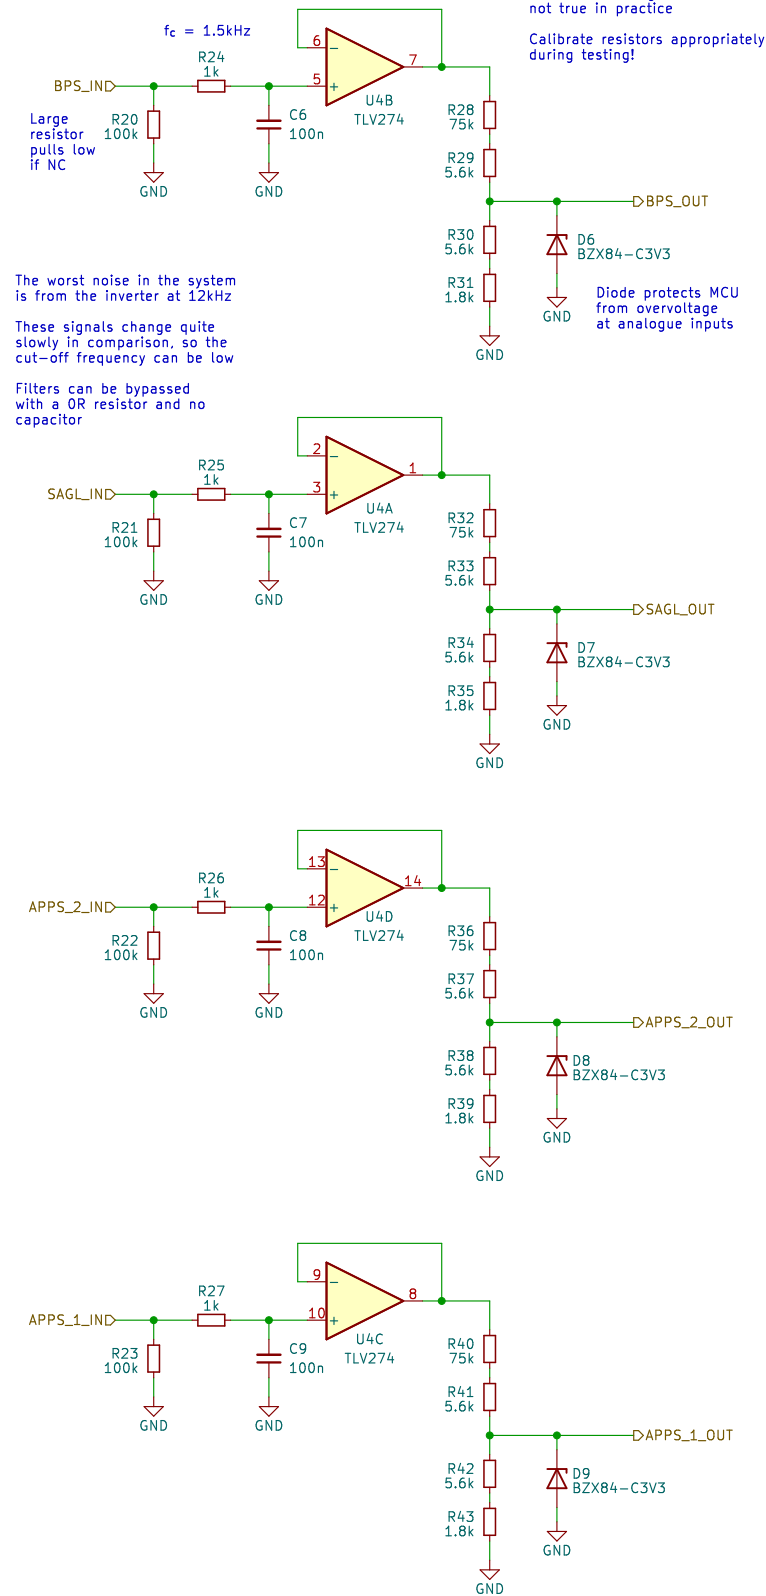 not true in practice
Calibrate resistors appropriately
during testing!
fc = 1.5kHz
R24
1k
BPS_IN
6
5
7
U4B
TLV274
Large
resistor
pulls low
if NC
R20
100k
C6
100n
GND
GND
R28
75k
R29
5.6k
BPS_OUT
R30
5.6k
R31
1.8k
D6
BZX84-C3V3
GND
GND
Diode protects MCU
from overvoltage
at analogue inputs
The worst noise in the system
is from the inverter at 12kHz
These signals change quite
slowly in comparison, so the
cut-off frequency can be low
Filters can be bypassed
with a 0R resistor and no
capacitor
R25
1k
SAGL_IN
2
3
1
U4A
TLV274
R21
100k
C7
100n
GND
GND
R32
75k
R33
5.6k
SAGL_OUT
R34
5.6k
R35
1.8k
D7
BZX84-C3V3
GND
GND
R26
1k
APPS_2_IN
13
12
14
U4D
TLV274
R22
100k
C8
100n
GND
GND
R36
75k
R37
5.6k
APPS_2_OUT
R38
5.6k
R39
1.8k
D8
BZX84-C3V3
GND
GND
R27
1k
APPS_1_IN
9
10
8
U4C
TLV274
R23
100k
C9
100n
GND
GND
R40
75k
R41
5.6k
APPS_1_OUT
R42
5.6k
R43
1.8k
D9
BZX84-C3V3
GND
GND